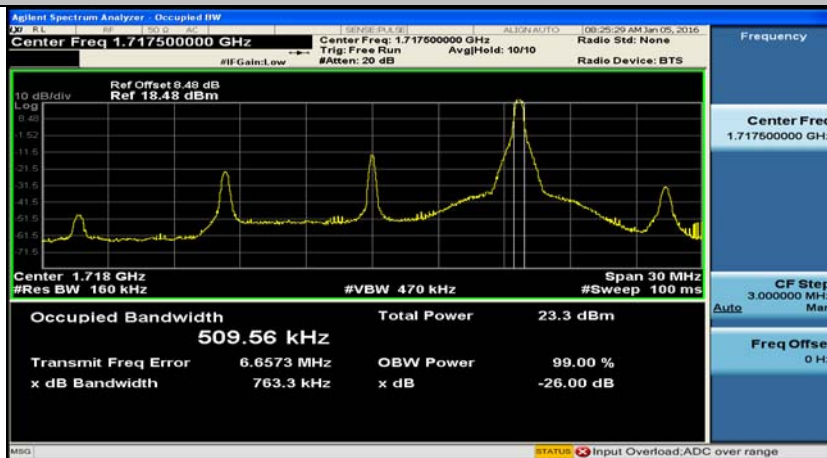 Agilent Spectrum Analyzer - Occupied BW
LXI RL RF 50 Ω AC SENSE:PULSE ALIGN AUTO 08:25:29 AM Jan 05, 2016
Center Freq 1.717500000 GHz
Center Freq: 1.717500000 GHz
Radio Std: None
Trig: Free Run Avg|Hold: 10/10
#IFGain:Low #Atten: 20 dB Radio Device: BTS
Ref Offset 8.48 dB
10 dB/div Ref 18.48 dBm
Log
8.48
-1.52
-11.5
-21.5
-31.5
-41.5
-51.5
-61.5
-71.5
Center 1.718 GHz Span 30 MHz
#Res BW 160 kHz #VBW 470 kHz #Sweep 100 ms
Occupied Bandwidth Total Power 23.3 dBm
509.56 kHz
Transmit Freq Error 6.6573 MHz OBW Power 99.00 %
x dB Bandwidth 763.3 kHz x dB -26.00 dB
Frequency
Center Freq
1.717500000 GHz
CF Step
3.000000 MHz
Auto Man
Freq Offset
0 Hz
MSG STATUS Input Overload;ADC over range